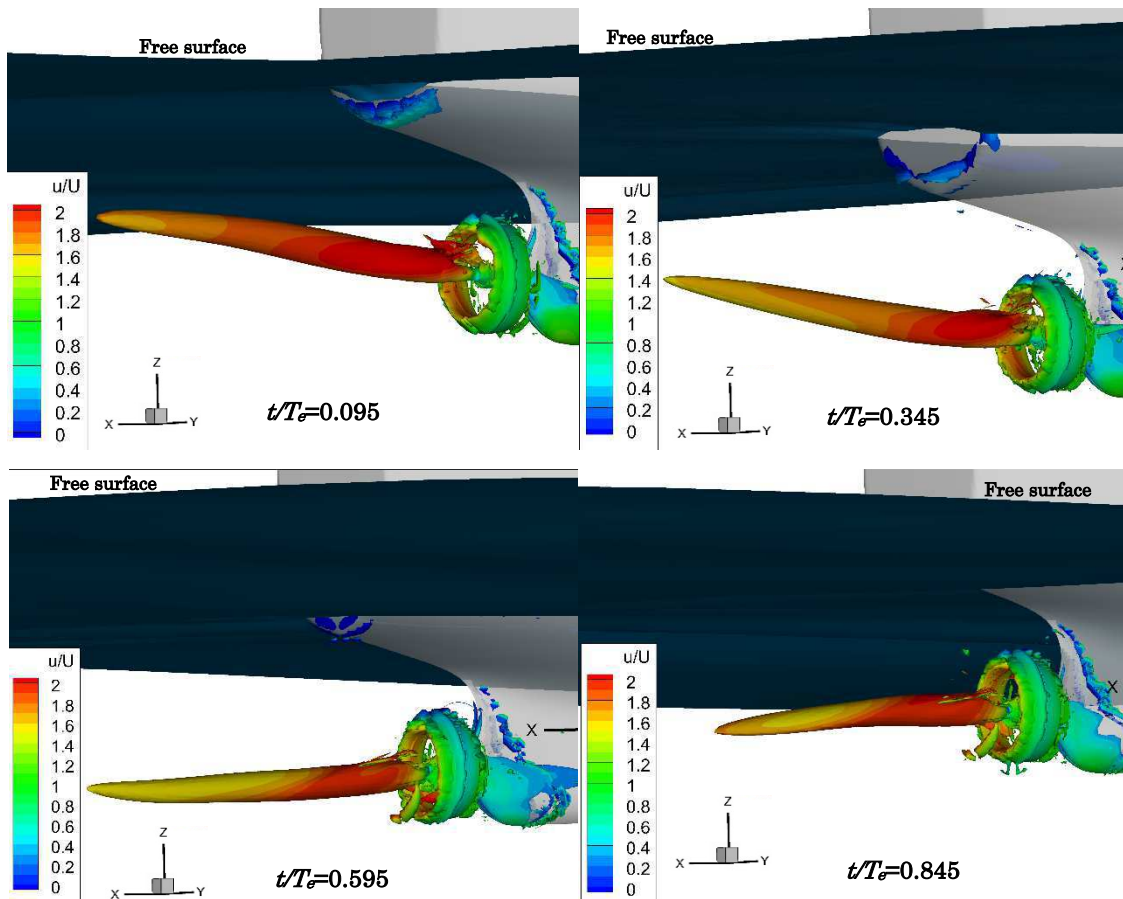 Free surface
u/U
2
1.8
1.6
1.4
1.2
1
0.8
0.6
0.4
0.2
0
Z
X
Y
t/Te=0.095
Free surface
u/U
2
1.8
1.6
1.4
1.2
1
0.8
0.6
0.4
0.2
0
Z
X
Y
t/Te=0.345
Free surface
u/U
2
1.8
1.6
1.4
1.2
1
0.8
0.6
0.4
0.2
0
X
Z
X
Y
t/Te=0.595
Free surface
u/U
2
1.8
1.6
1.4
1.2
1
0.8
0.6
0.4
0.2
0
X
Z
X
Y
t/Te=0.845